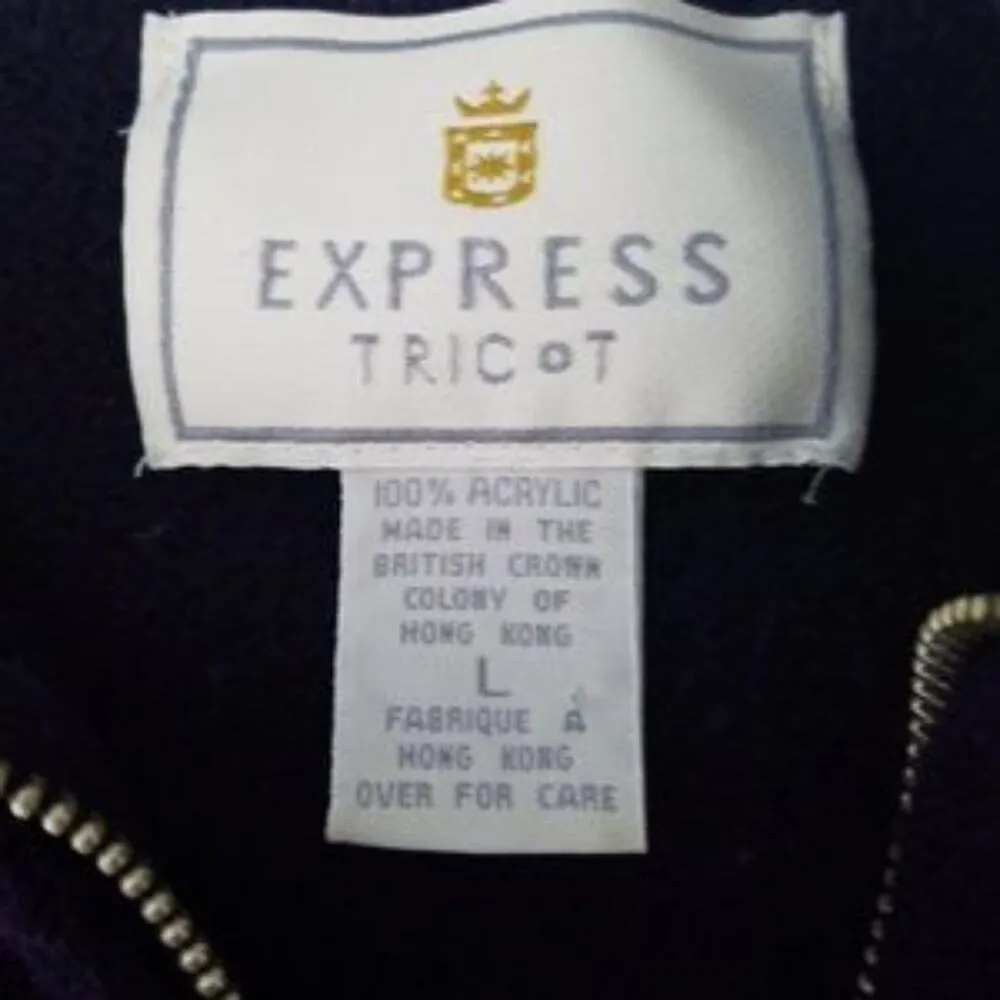 EXPRESS
TRICOT
100% ACRYLIC
MADE IN THE
BRITISH CROWN
COLONY OF
HONG KONG
L
FABRIQUE À
HONG KONG
OVER FOR CARE